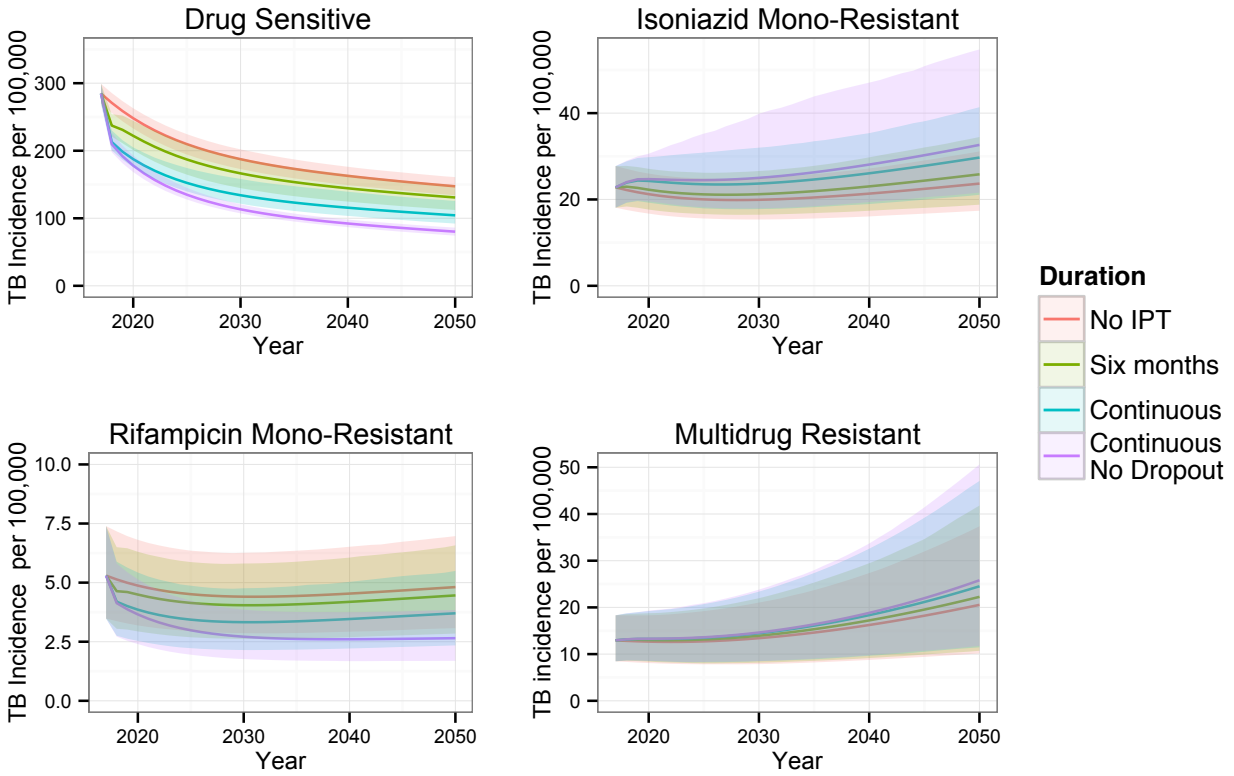 Drug Sensitive
TB Incidence per 100,000
300
200
100
0
2020 2030 2040 2050
Year
Isoniazid Mono-Resistant
TB Incidence per 100,000
40
20
0
2020 2030 2040 2050
Year
Rifampicin Mono-Resistant
TB Incidence per 100,000
10.0
7.5
5.0
2.5
0.0
2020 2030 2040 2050
Year
Multidrug Resistant
TB incidence per 100,000
50
40
30
20
10
0
2020 2030 2040 2050
Year
Duration
No IPT
Six months
Continuous
Continuous
No Dropout